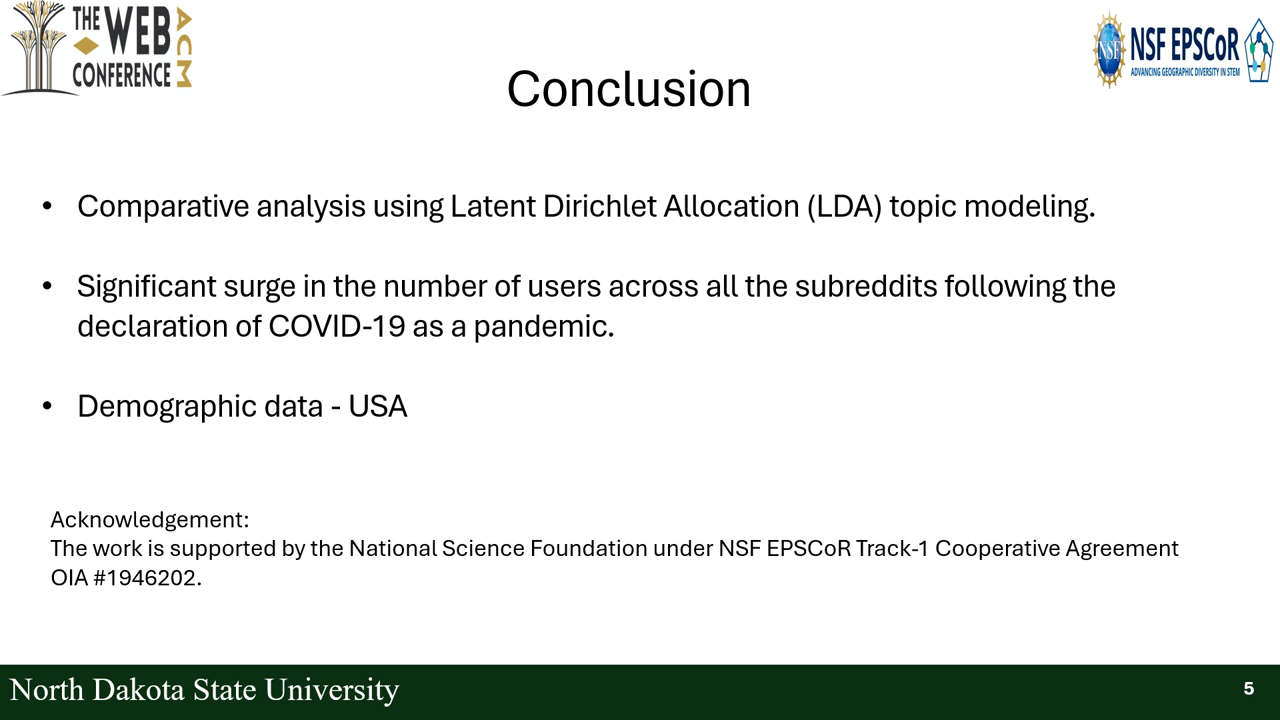 THE
WEB
CONFERENCE
ACM
NSF
NSF EPSCoR
ADVANCING GEOGRAPHIC DIVERSITY IN STEM
Conclusion
• Comparative analysis using Latent Dirichlet Allocation (LDA) topic modeling.
• Significant surge in the number of users across all the subreddits following the
declaration of COVID-19 as a pandemic.
• Demographic data - USA
Acknowledgement:
The work is supported by the National Science Foundation under NSF EPSCoR Track-1 Cooperative Agreement
OIA #1946202.
North Dakota State University
5